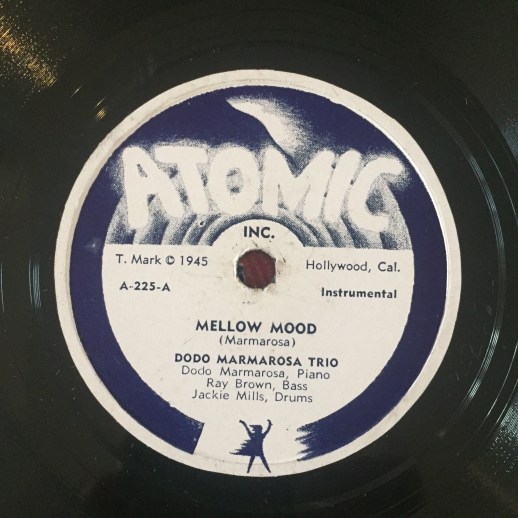 ATOMIC
INC.
T. Mark © 1945 Hollywood, Cal.
A-225-A Instrumental
MELLOW MOOD
(Marmarosa)
DODO MARMAROSA TRIO
Dodo Marmarosa, Piano
Ray Brown, Bass
Jackie Mills, Drums